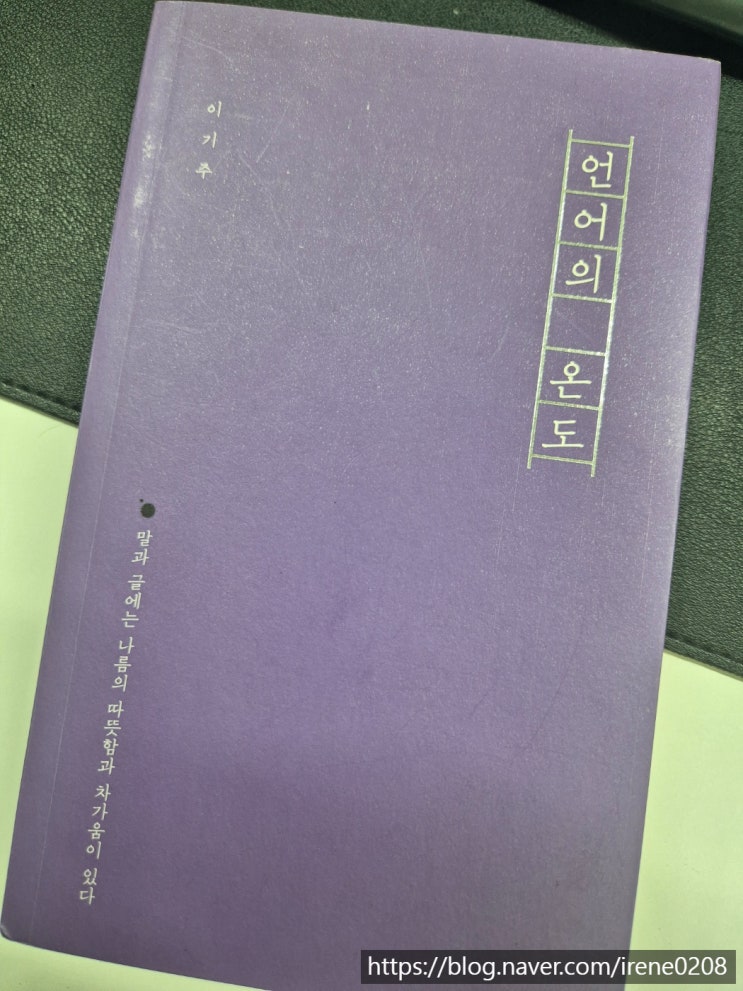 이기주
언어의 온도
말과 글에는 나름의 따뜻함과 차가움이 있다
https://blog.naver.com/irene0208